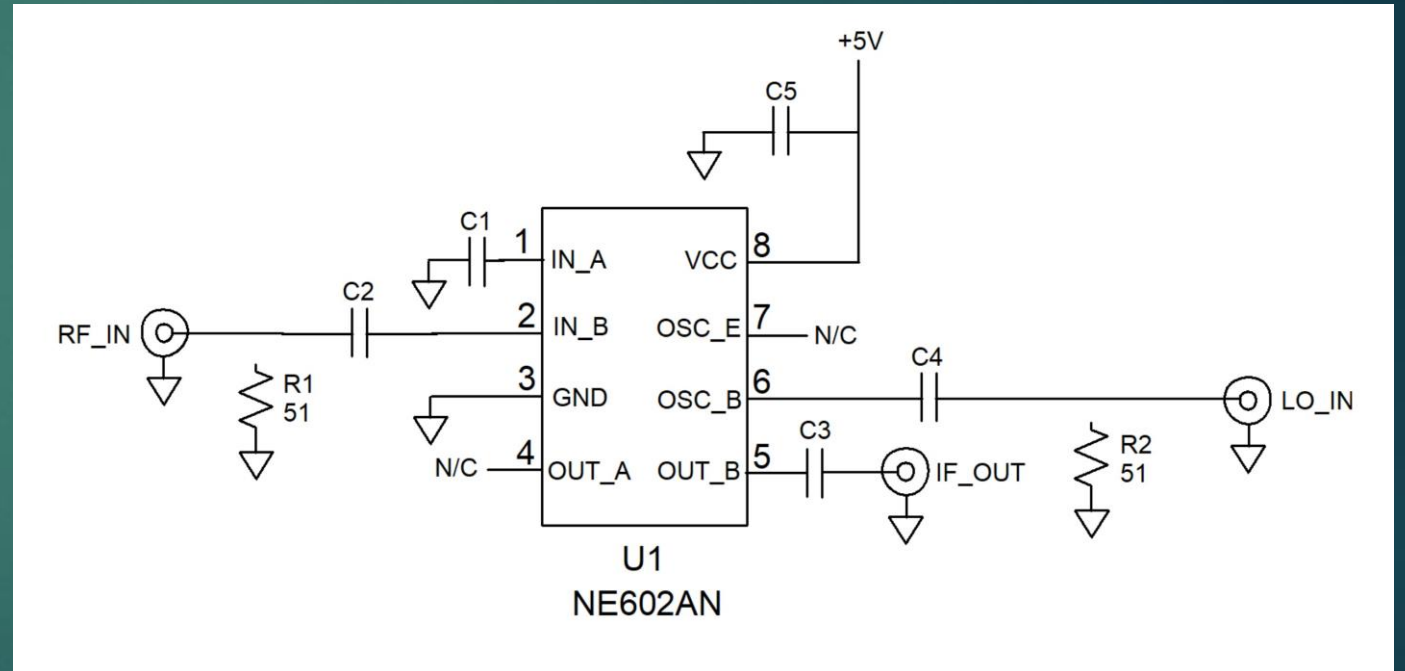 +5V
C5
C1
1
IN_A
VCC
8
C2
RF_IN
2
IN_B
OSC_E
7
N/C
R1
51
3
GND
OSC_B
6
C4
LO_IN
N/C
4
OUT_A
OUT_B
5
C3
IF_OUT
R2
51
U1
NE602AN